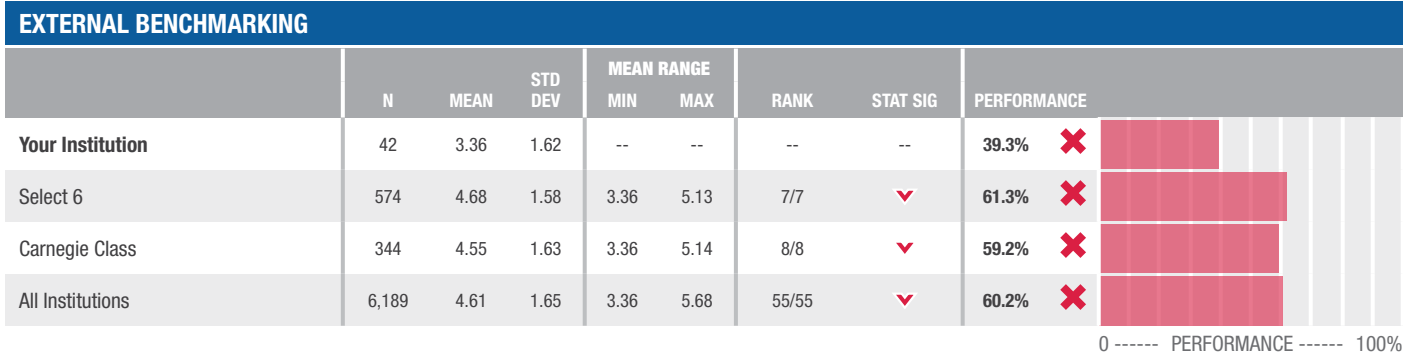 EXTERNAL BENCHMARKING
N MEAN STD DEV MEAN RANGE MIN MAX RANK STAT SIG PERFORMANCE
Your Institution 42 3.36 1.62 -- -- -- -- 39.3%
Select 6 574 4.68 1.58 3.36 5.13 7/7 61.3%
Carnegie Class 344 4.55 1.63 3.36 5.14 8/8 59.2%
All Institutions 6,189 4.61 1.65 3.36 5.68 55/55 60.2%
0 ------ PERFORMANCE ------ 100%